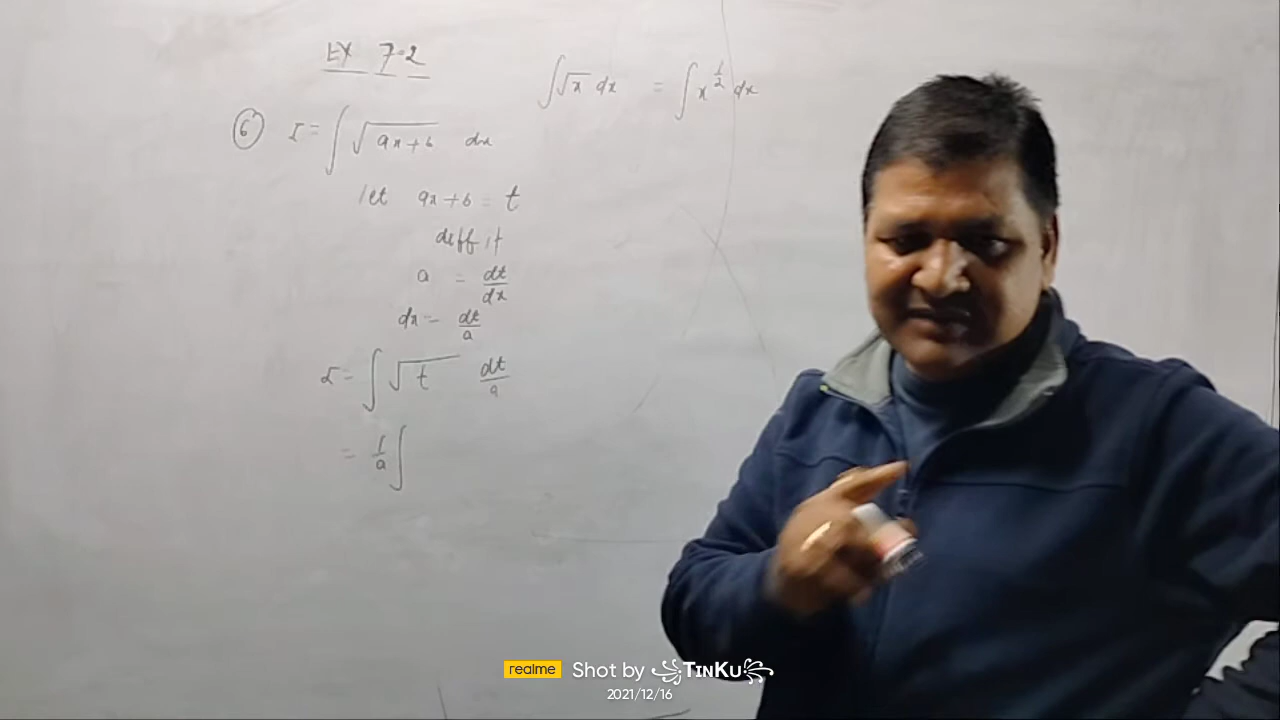 EX 7.2
∫√x dx = ∫x^(1/2) dx
6 I = ∫√(ax+b) dx
let ax+b = t
diff it
a = dt/dx
dx = dt/a
I = ∫√t dt/a
= 1/a ∫
realme Shot by TINKU
2021/12/16